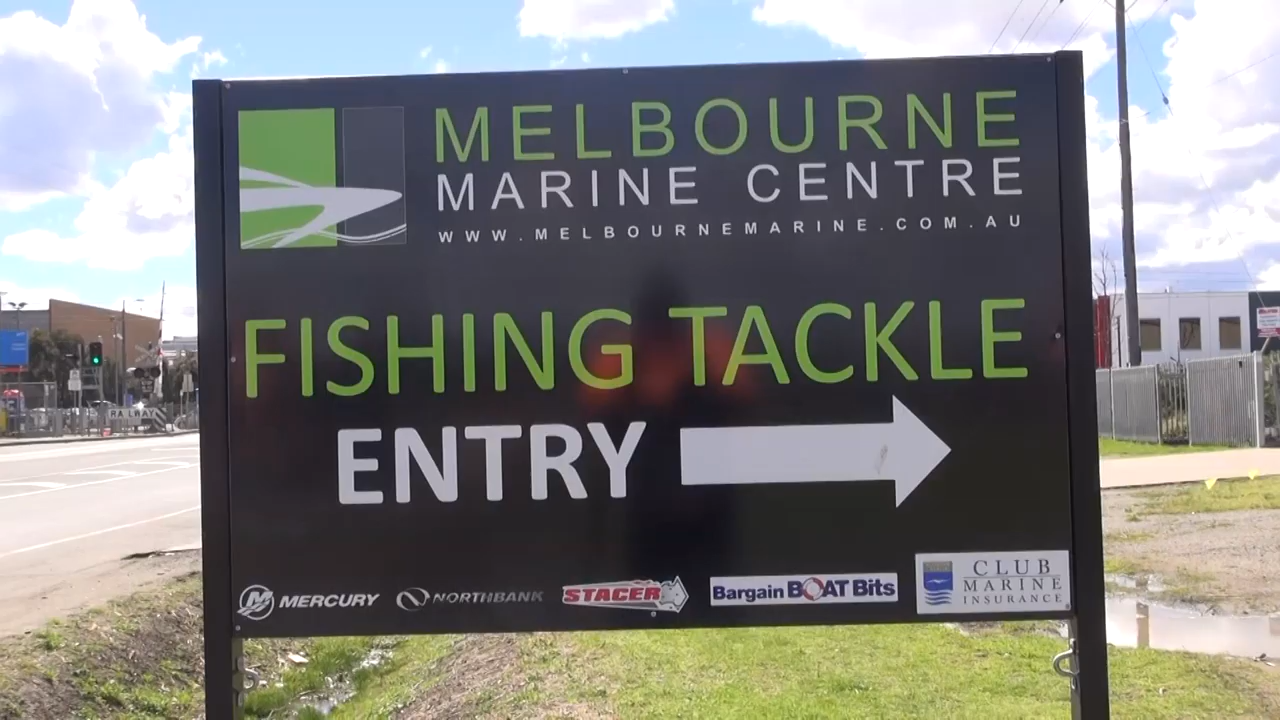 MELBOURNE
MARINE CENTRE
WWW.MELBOURNEMARINE.COM.AU
FISHING TACKLE
ENTRY
MERCURY
NORTHBANK
STACER
Bargain BOAT Bits
CLUB
MARINE
INSURANCE
RAILWAY